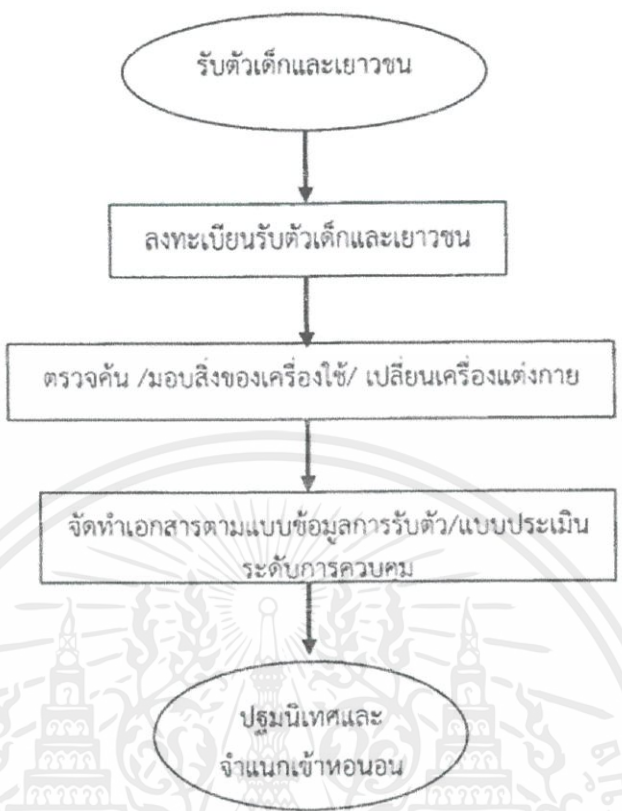 รับตัวเด็กและเยาวชน
ลงทะเบียนรับตัวเด็กและเยาวชน
ตรวจค้น /มอบสิ่งของเครื่องใช้/ เปลี่ยนเครื่องแต่งกาย
จัดทำเอกสารตามแบบข้อมูลการรับตัว/แบบประเมิน
ระดับการควบคุม
ปฐมนิเทศและ
จำแนกเข้าหอนอน